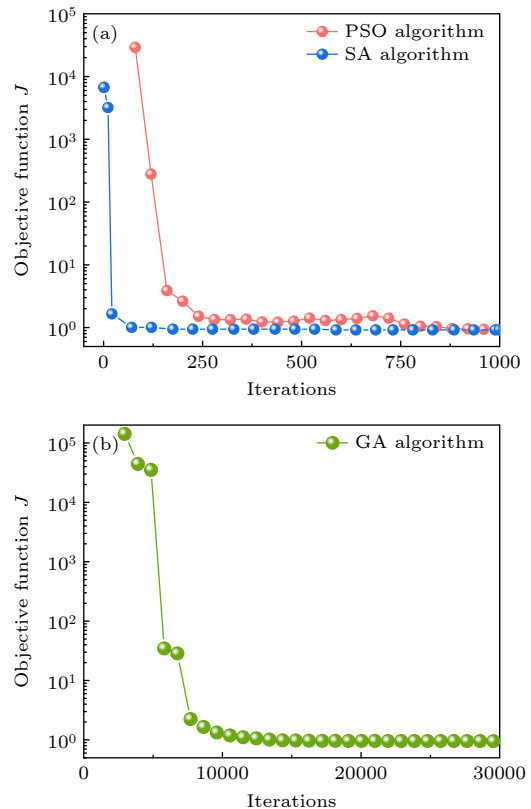 10^5
(a)
PSO algorithm
SA algorithm
10^4
10^3
10^2
10^1
10^0
Objective function J
0
250
500
750
1000
Iterations
(b)
GA algorithm
10^5
10^4
10^3
10^2
10^1
10^0
Objective function J
0
10000
20000
30000
Iterations